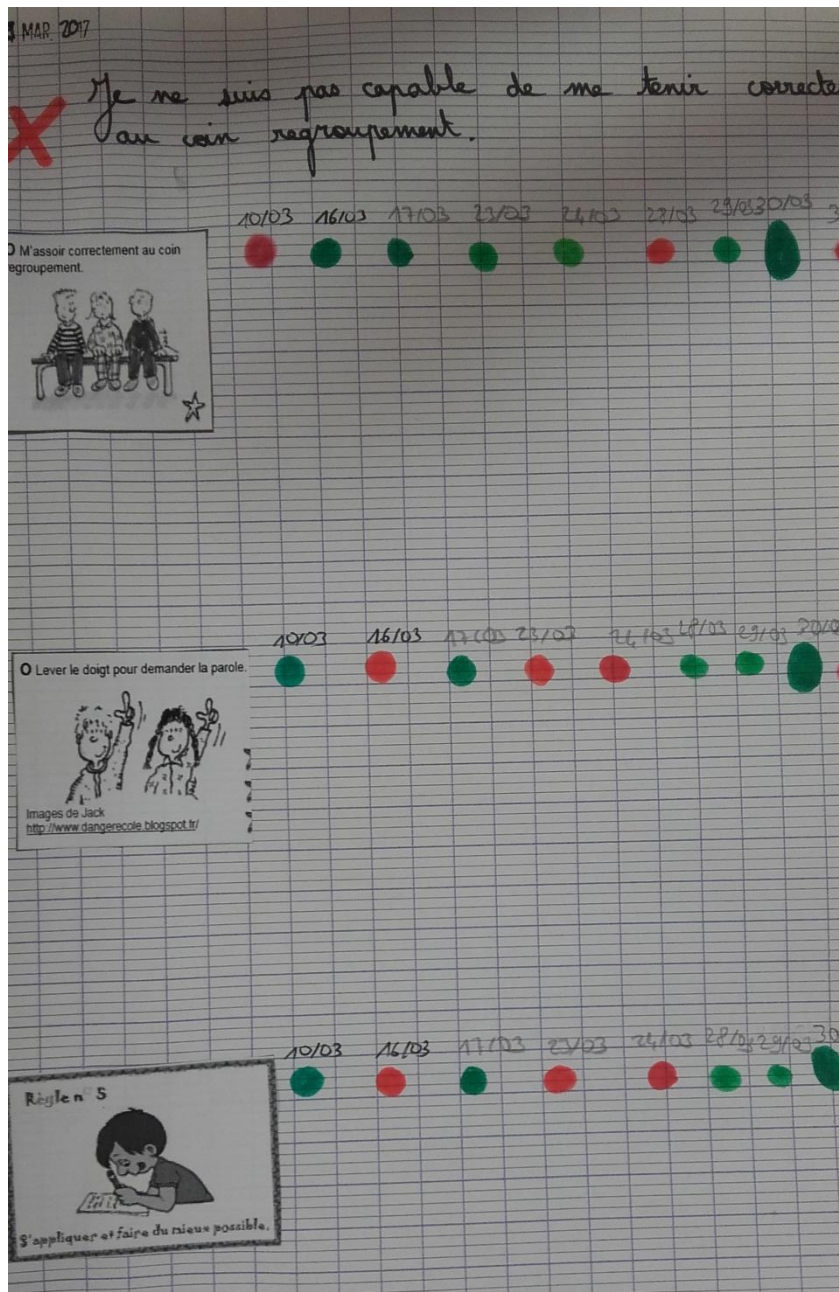 MAR. 2017
Je ne suis pas capable de me tenir correcte
au coin regroupement.
10/03 16/03 17/03 23/03 24/03 28/03 29/03 30/03
O M'assoir correctement au coin
egroupement.
10/03 16/03 17/03 23/03 24/03 28/03 29/03 30/0
O Lever le doigt pour demander la parole.
Images de Jack
http://www.dangerecole.blogspot.fr/
10/03 16/03 17/03 23/03 24/03 28/03 29/03 30
Règle n° 5
S'appliquer et faire du mieux possible.